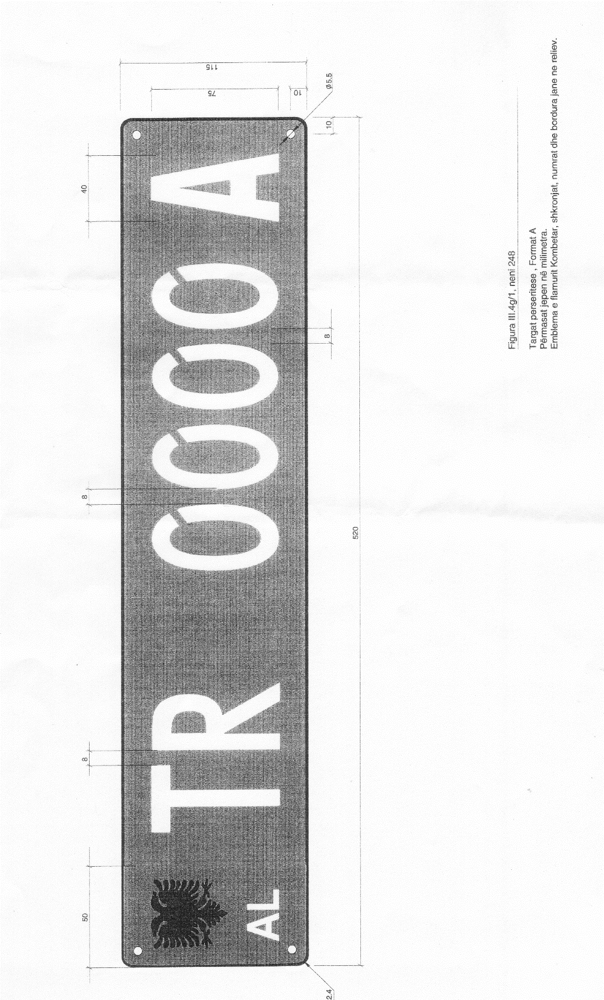 AL
TR OOOO A
50
8
8
40
8
115
75
10
Ø5.5
10
520
2.4
Figura III.4g/1, neni 248
Targat perseritese , Format A
Përmasat jepen në milimetra.
Emblema e flamurit Kombetar, shkronjat, numrat dhe bordura jane ne reliev.